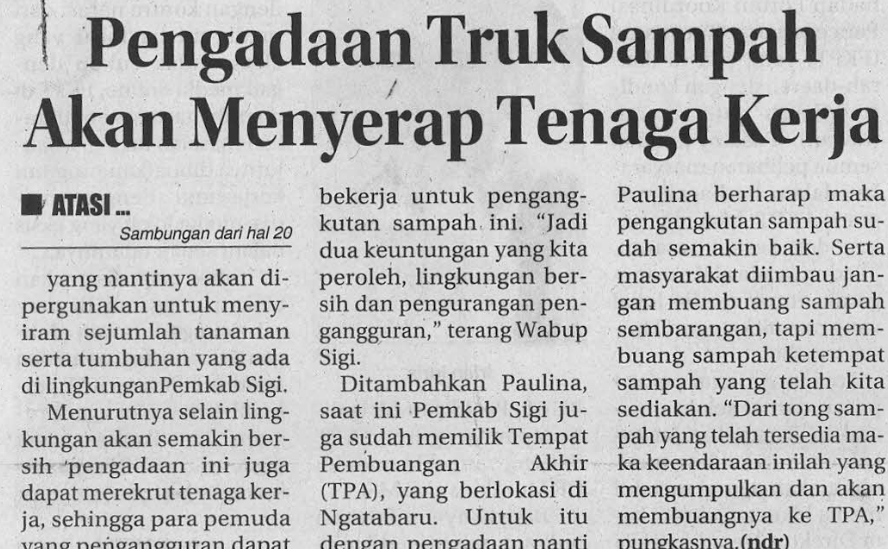 Pengadaan Truk Sampah
Akan Menyerap Tenaga Kerja
ATASI ...
Sambungan dari hal 20
yang nantinya akan di-
pergunakan untuk meny-
iram sejumlah tanaman
serta tumbuhan yang ada
di lingkunganPemkab Sigi.
Menurutnya selain ling-
kungan akan semakin ber-
sih pengadaan ini juga
dapat merekrut tenaga ker-
ja, sehingga para pemuda
yang pengangguran dapat
bekerja untuk pengang-
kutan sampah ini. “Jadi
dua keuntungan yang kita
peroleh, lingkungan ber-
sih dan pengurangan pen-
gangguran,” terang Wabup
Sigi.
Ditambahkan Paulina,
saat ini Pemkab Sigi ju-
ga sudah memilik Tempat
Pembuangan Akhir
(TPA), yang berlokasi di
Ngatabaru. Untuk itu
dengan pengadaan nanti
Paulina berharap maka
pengangkutan sampah su-
dah semakin baik. Serta
masyarakat diimbau jan-
gan membuang sampah
sembarangan, tapi mem-
buang sampah ketempat
sampah yang telah kita
sediakan. “Dari tong sam-
pah yang telah tersedia ma-
ka keendaraan inilah yang
mengumpulkan dan akan
membuangnya ke TPA,”
pungkasnya.(ndr)